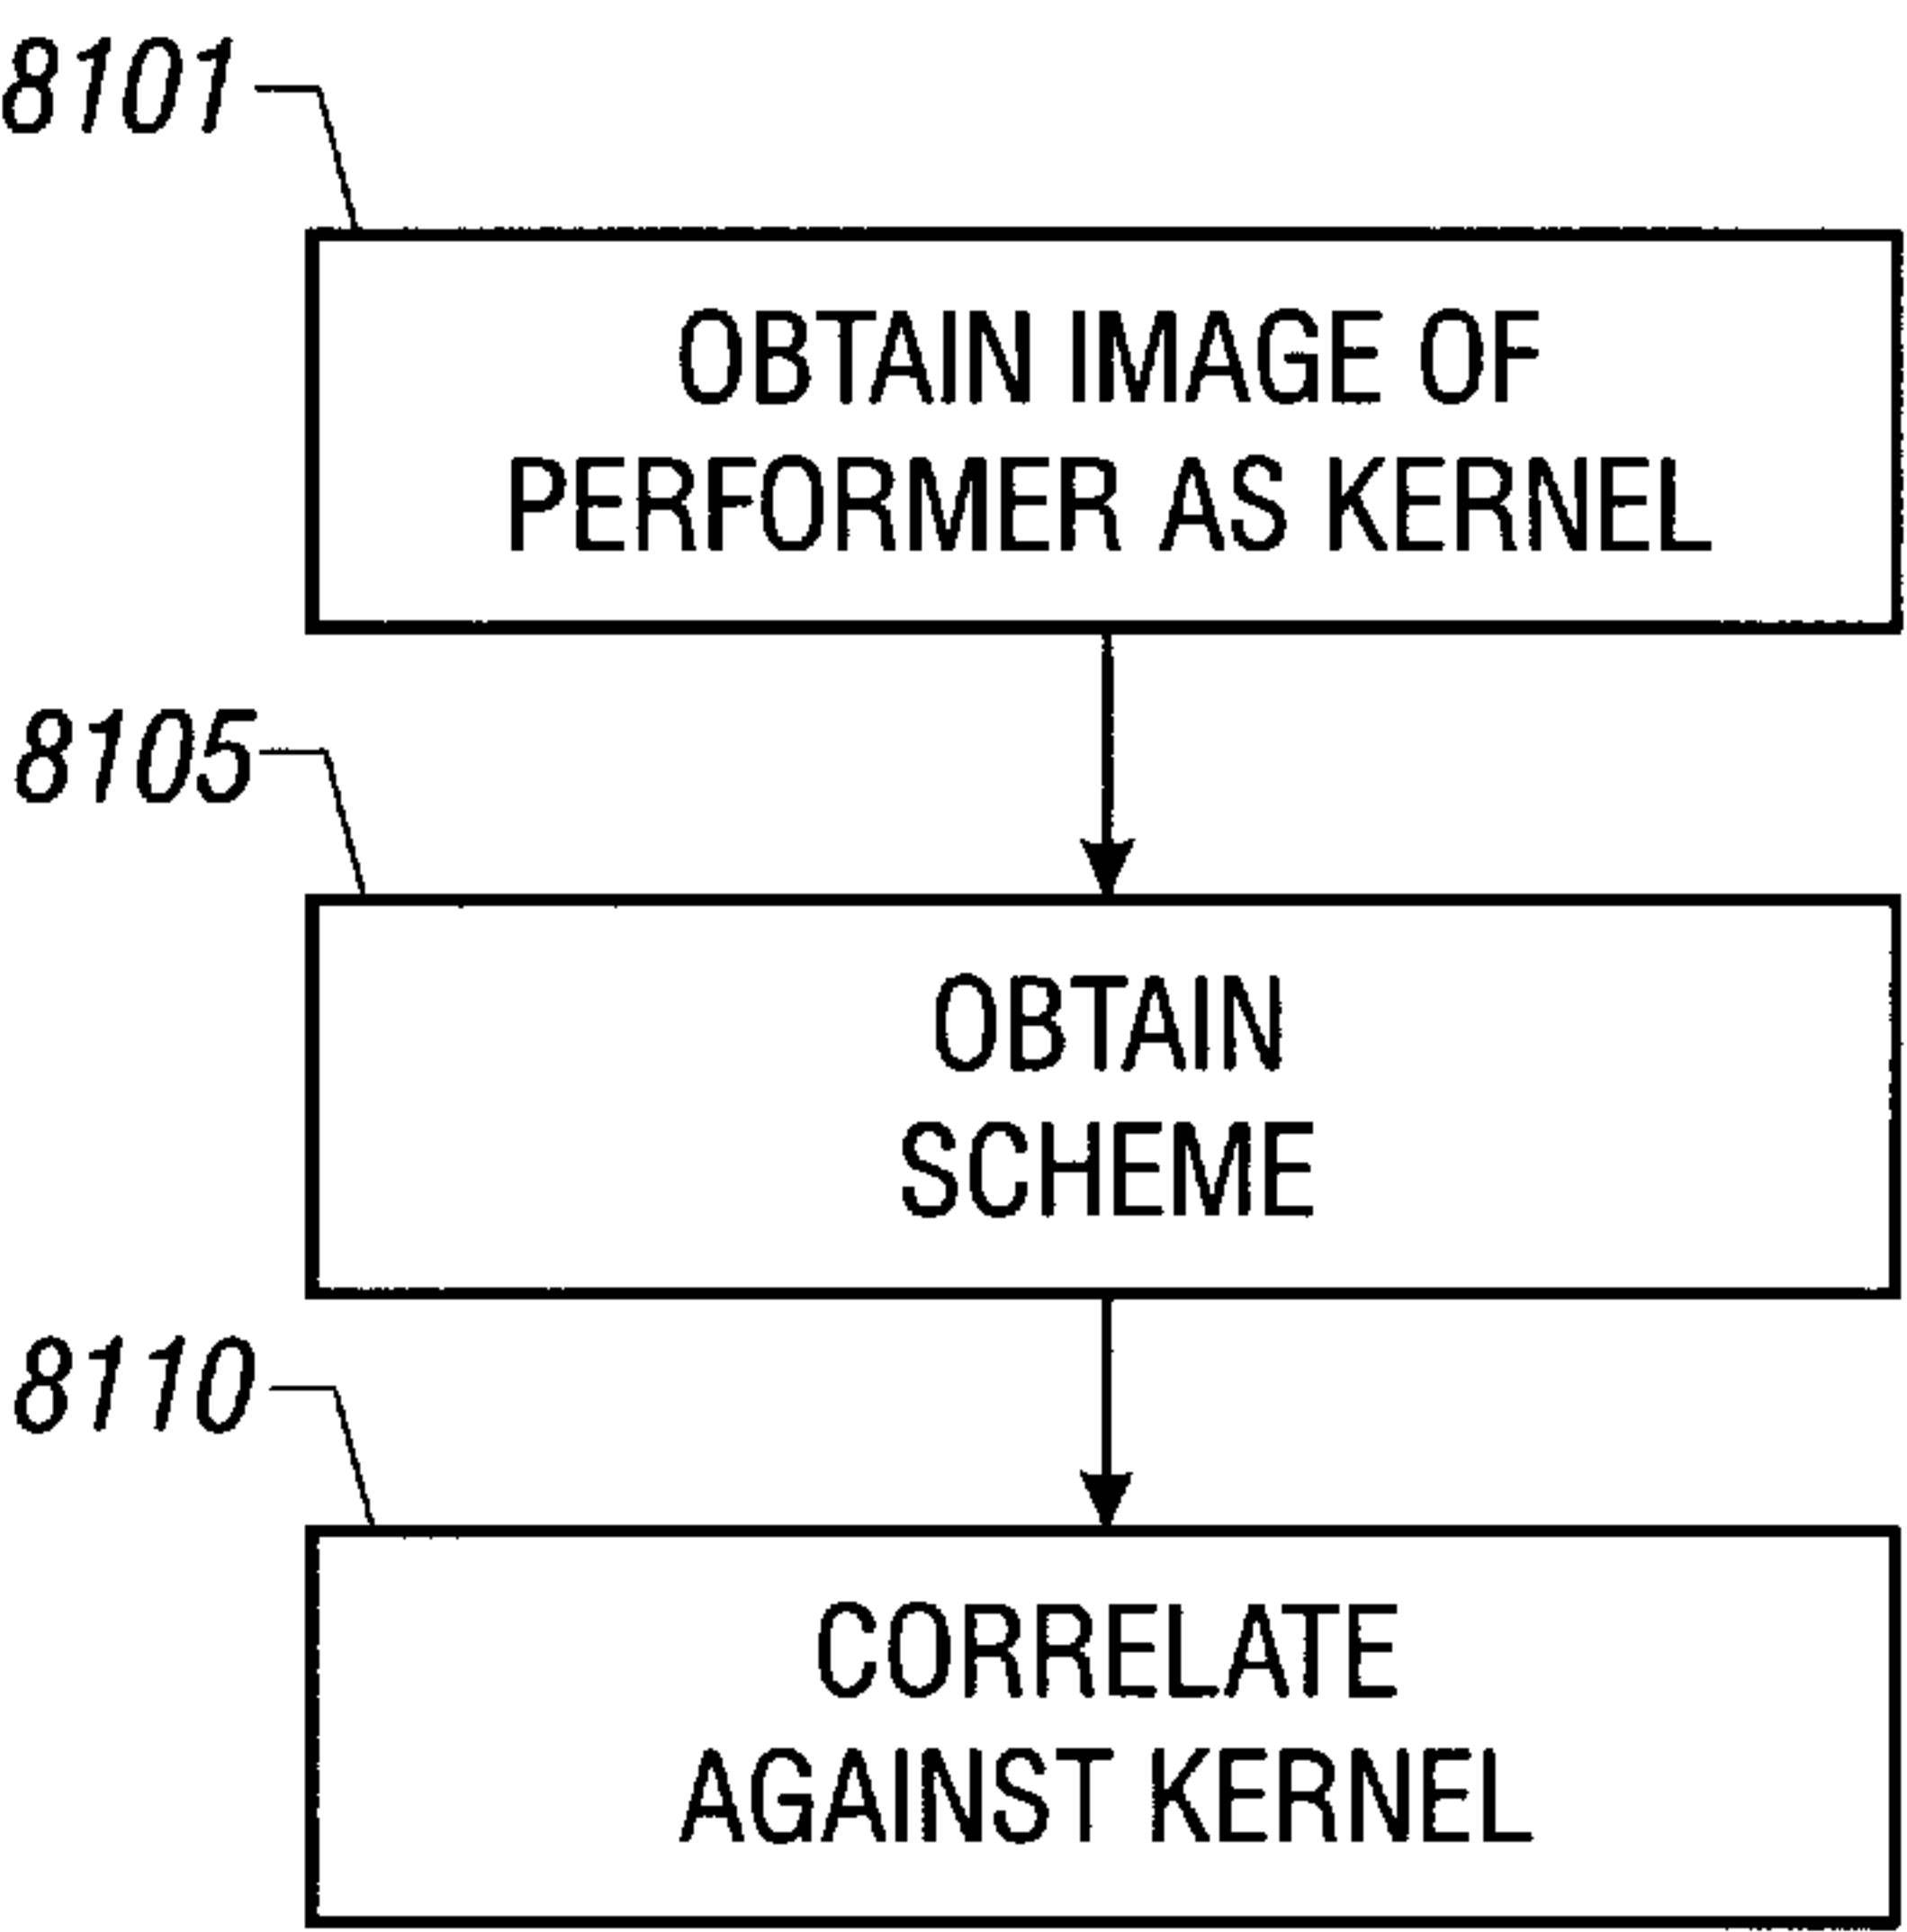 8101
OBTAIN IMAGE OF
PERFORMER AS KERNEL
8105
OBTAIN
SCHEME
8110
CORRELATE
AGAINST KERNEL